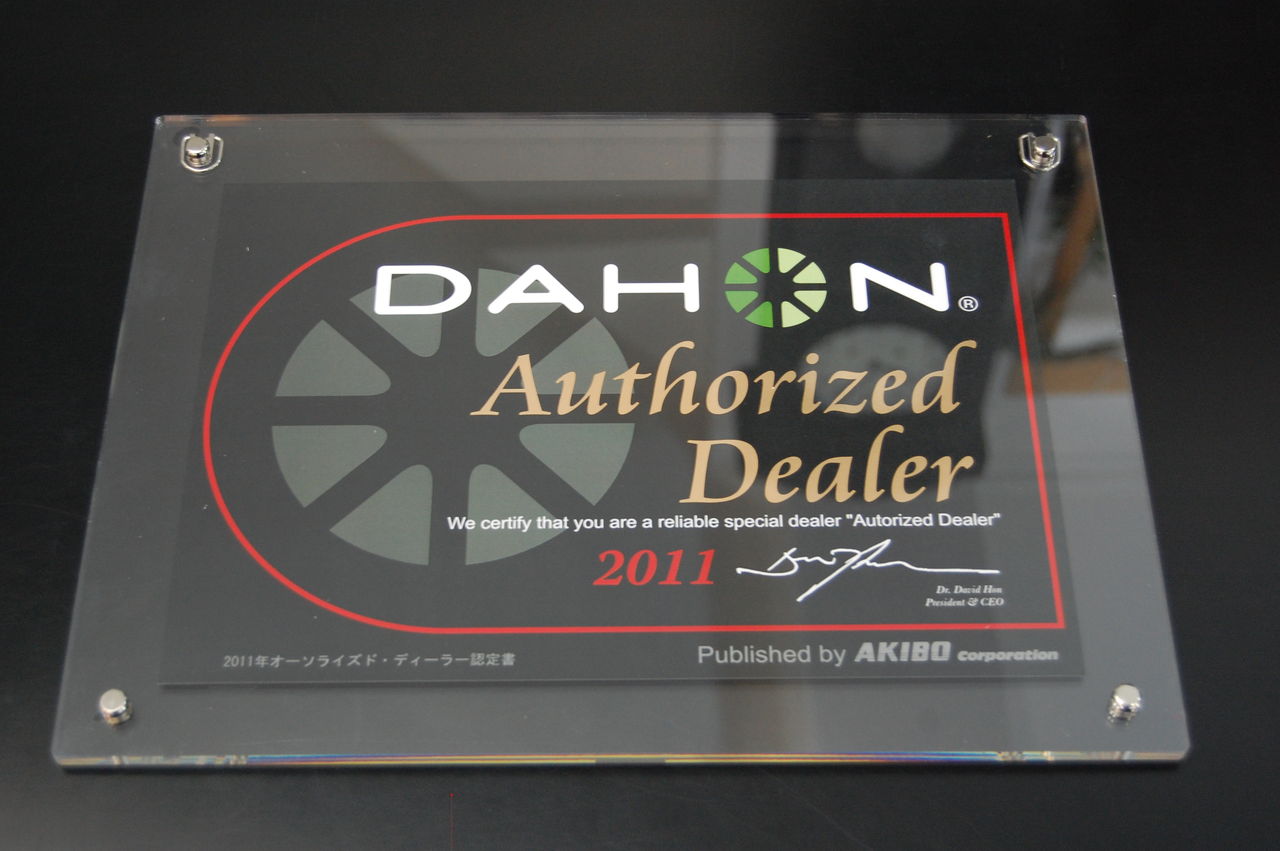 DAHON®
Authorized
Dealer
We certify that you are a reliable special dealer "Autorized Dealer"
2011
Dr. David Hon
President & CEO
2011年オーソライズド・ディーラー認定書
Published by AKIBO corporation